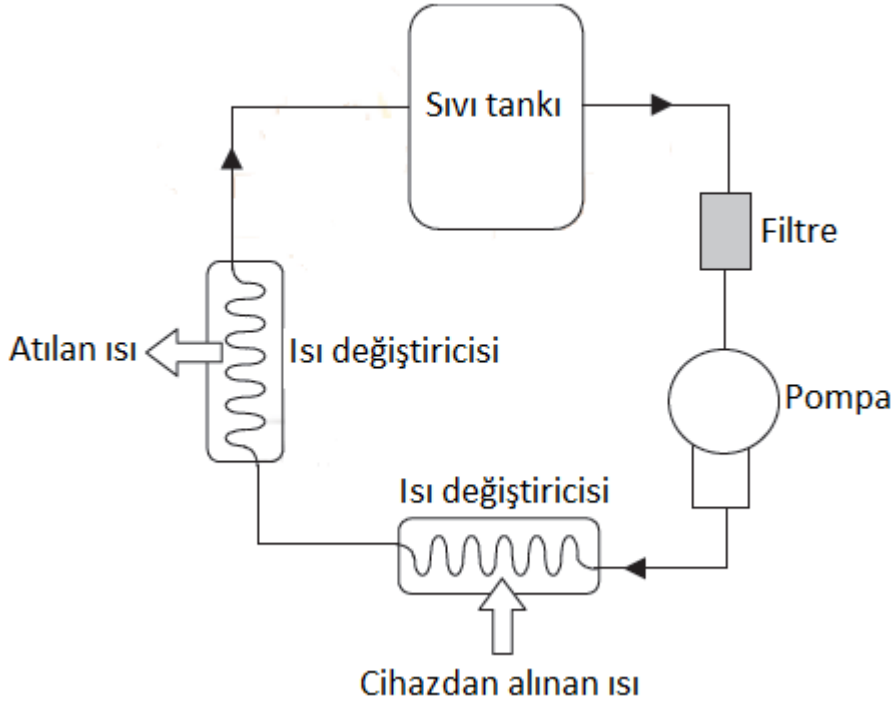 Sıvı tankı
Filtre
Atılan ısı
Isı değiştiricisi
Pompa
Isı değiştiricisi
Cihazdan alınan ısı